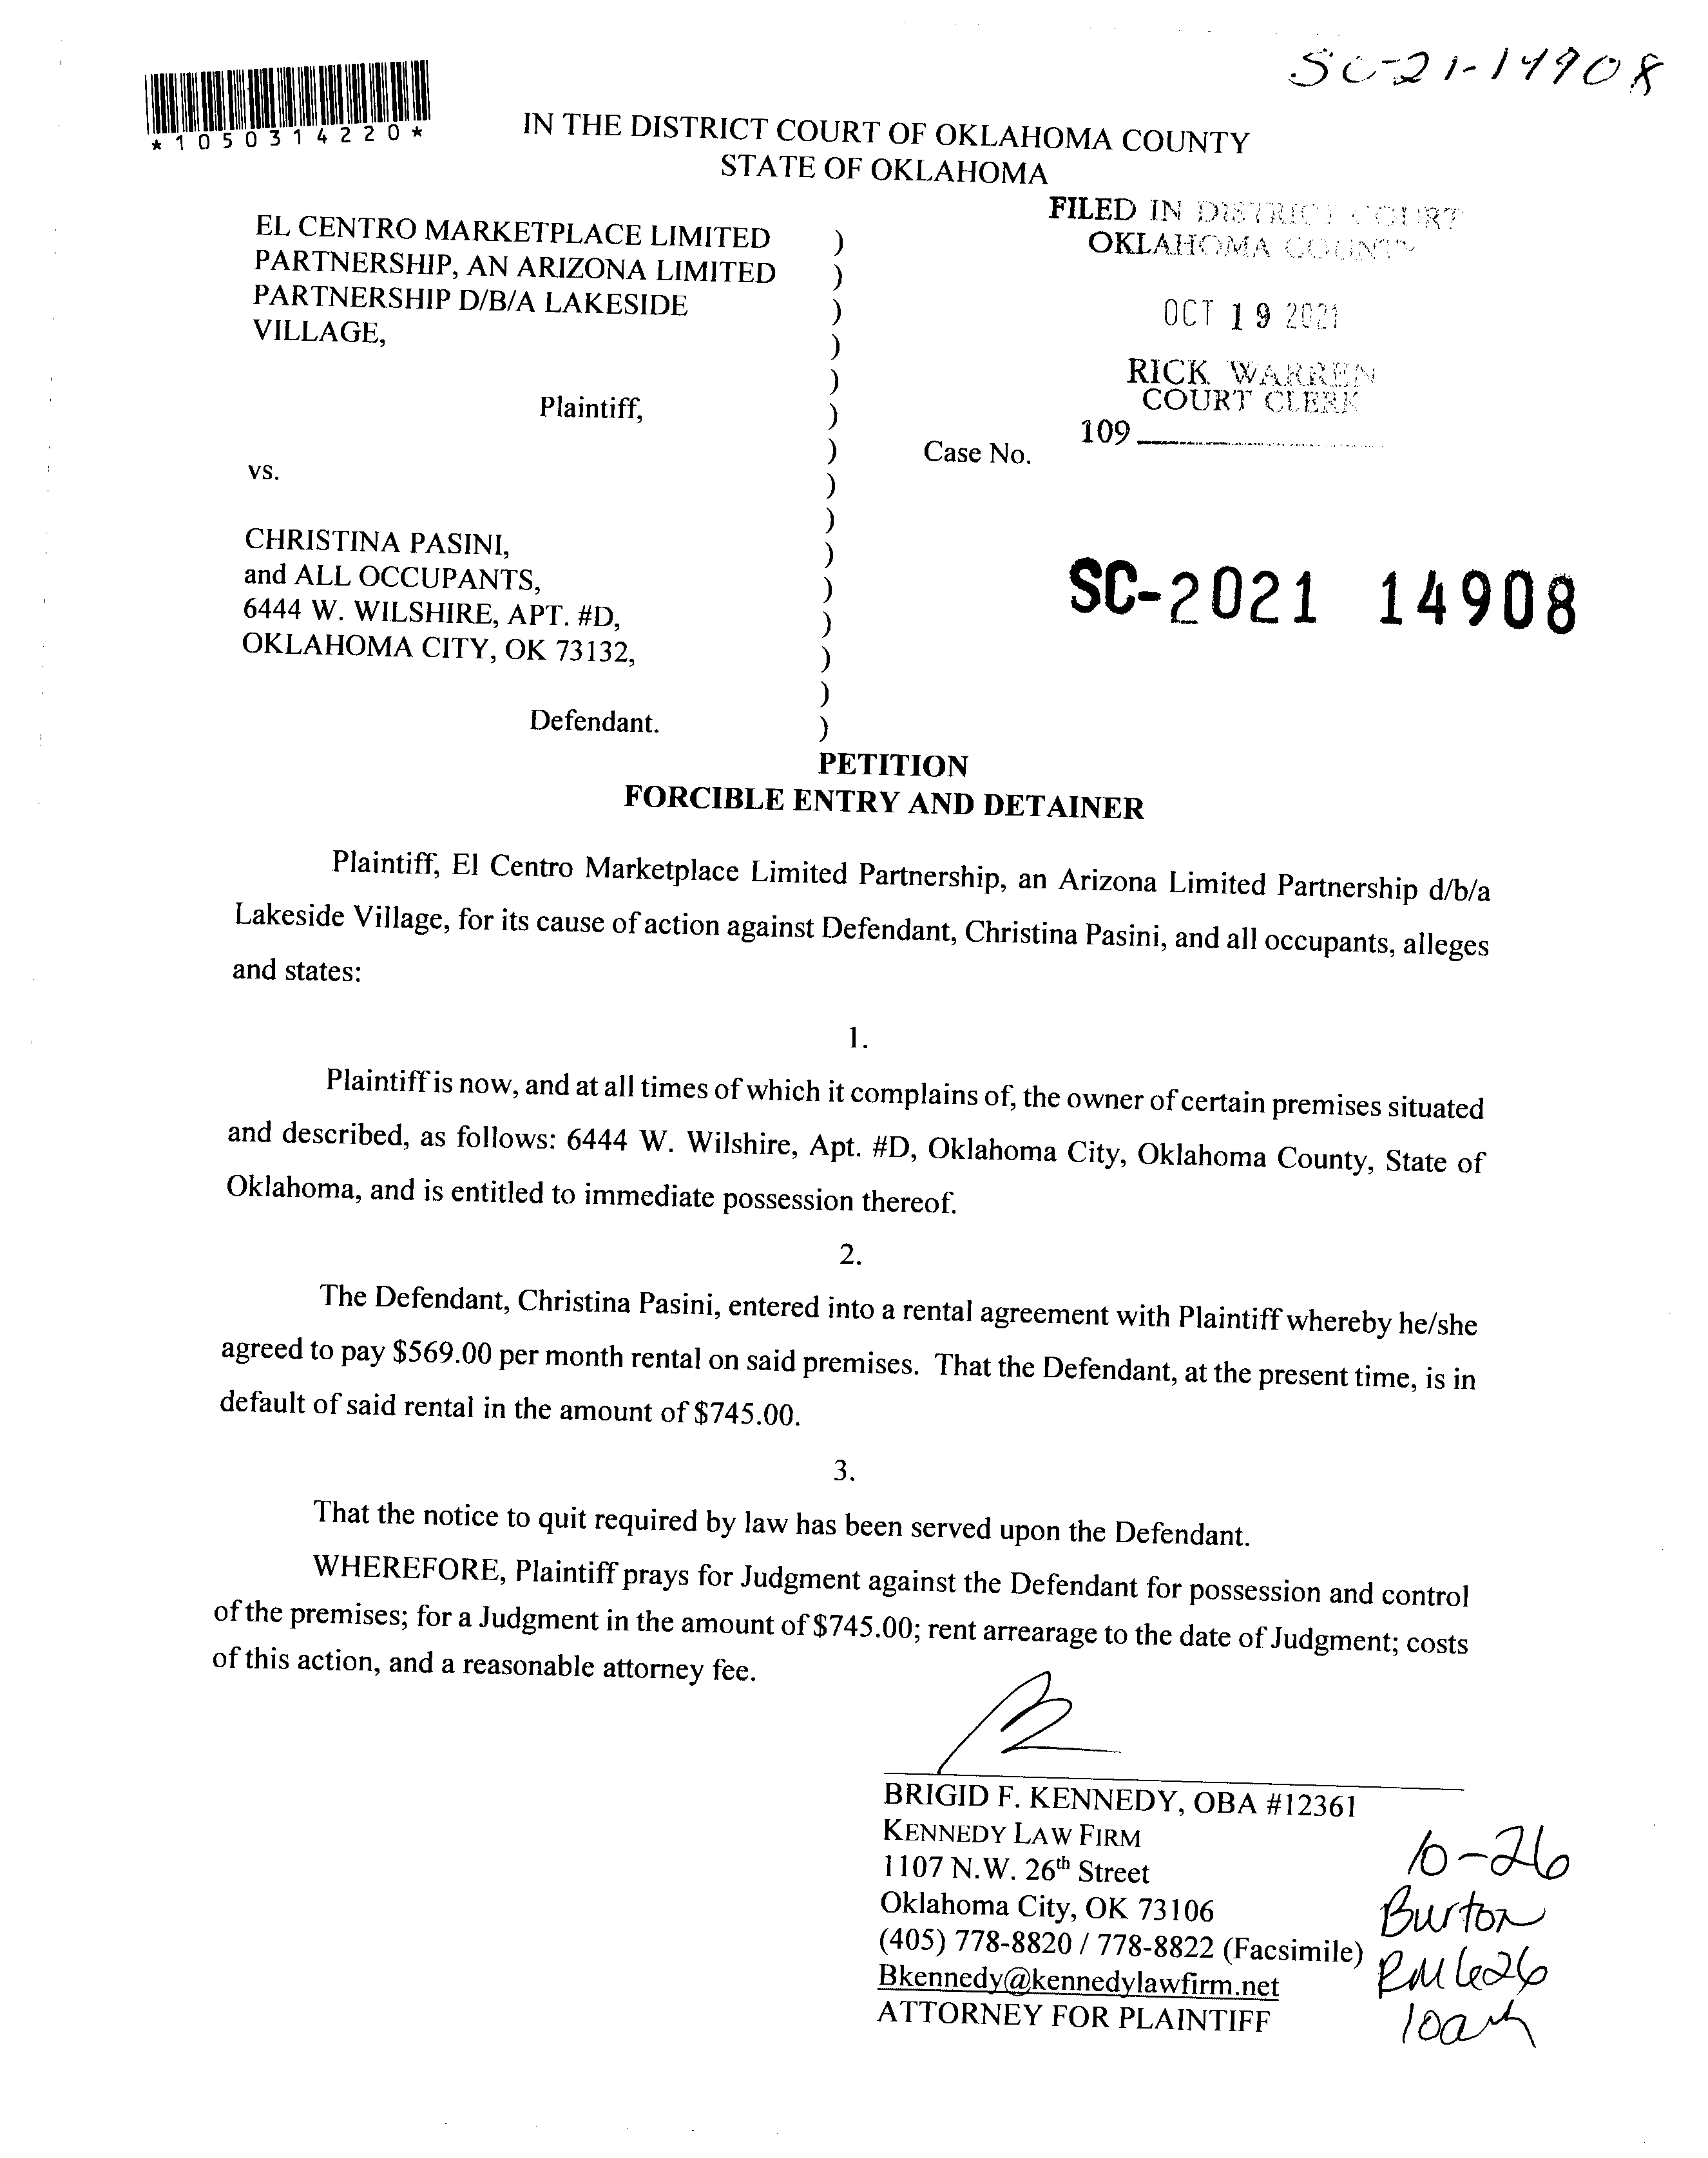 SC-21-14908
*1050314220*
IN THE DISTRICT COURT OF OKLAHOMA COUNTY
STATE OF OKLAHOMA
FILED IN DISTRICT COURT
OKLAHOMA COUNTY
OCT 19 2021
RICK WARREN
COURT CLERK
109
EL CENTRO MARKETPLACE LIMITED )
PARTNERSHIP, AN ARIZONA LIMITED )
PARTNERSHIP D/B/A LAKESIDE )
VILLAGE, )
)
Plaintiff, )
) Case No.
vs. )
)
CHRISTINA PASINI, )
and ALL OCCUPANTS, )
6444 W. WILSHIRE, APT. #D, )
OKLAHOMA CITY, OK 73132, )
)
Defendant. )
SC-2021 14908
PETITION
FORCIBLE ENTRY AND DETAINER
Plaintiff, El Centro Marketplace Limited Partnership, an Arizona Limited Partnership d/b/a
Lakeside Village, for its cause of action against Defendant, Christina Pasini, and all occupants, alleges
and states:
1.
Plaintiff is now, and at all times of which it complains of, the owner of certain premises situated
and described, as follows: 6444 W. Wilshire, Apt. #D, Oklahoma City, Oklahoma County, State of
Oklahoma, and is entitled to immediate possession thereof.
2.
The Defendant, Christina Pasini, entered into a rental agreement with Plaintiff whereby he/she
agreed to pay $569.00 per month rental on said premises. That the Defendant, at the present time, is in
default of said rental in the amount of $745.00.
3.
That the notice to quit required by law has been served upon the Defendant.
WHEREFORE, Plaintiff prays for Judgment against the Defendant for possession and control
of the premises; for a Judgment in the amount of $745.00; rent arrearage to the date of Judgment; costs
of this action, and a reasonable attorney fee.
BRIGID F. KENNEDY, OBA #12361
KENNEDY LAW FIRM
1107 N.W. 26th Street
Oklahoma City, OK 73106
(405) 778-8820 / 778-8822 (Facsimile)
Bkennedy@kennedylawfirm.net
ATTORNEY FOR PLAINTIFF
10-26
Burton
RM 626
10am